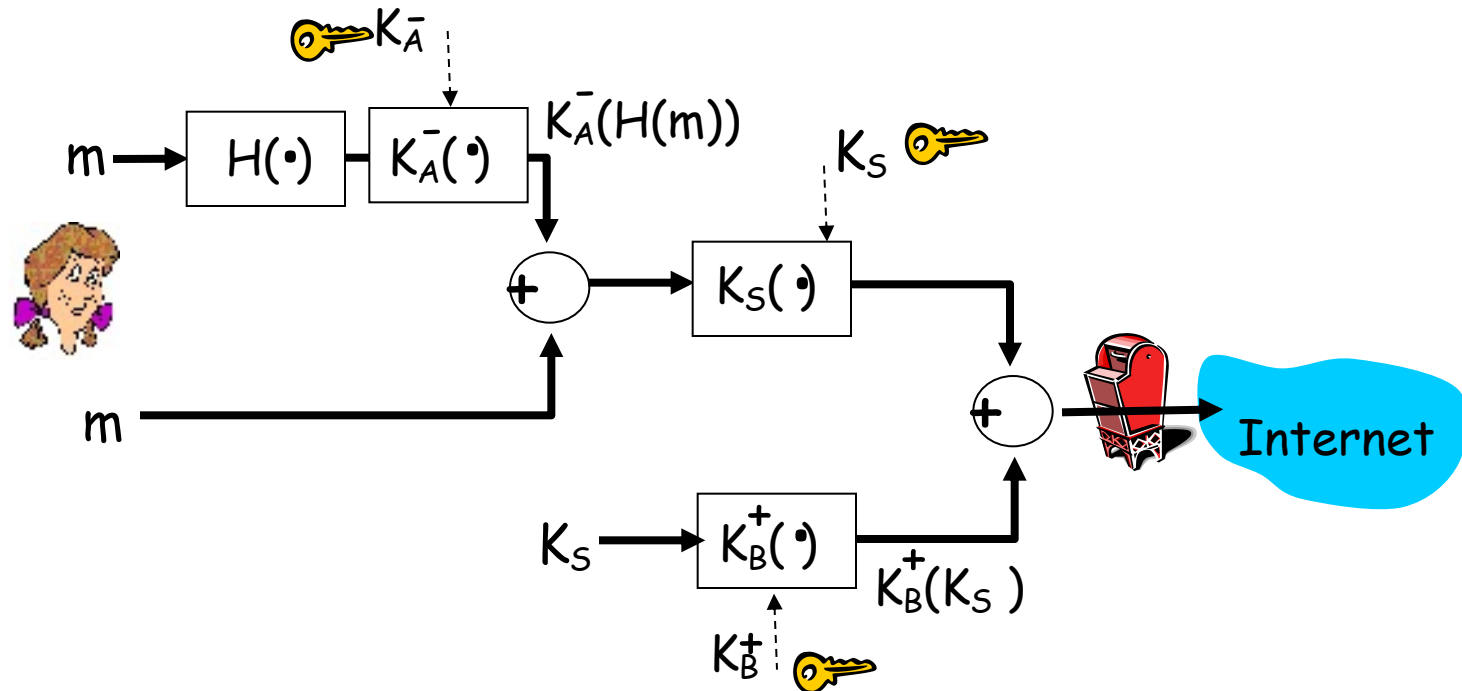 K_A^-
m
H(·)
K_A^-(·)
K_A^-(H(m))
K_S
+
K_S(·)
m
+
Internet
K_S
K_B^+(·)
K_B^+(K_S )
K_B^+